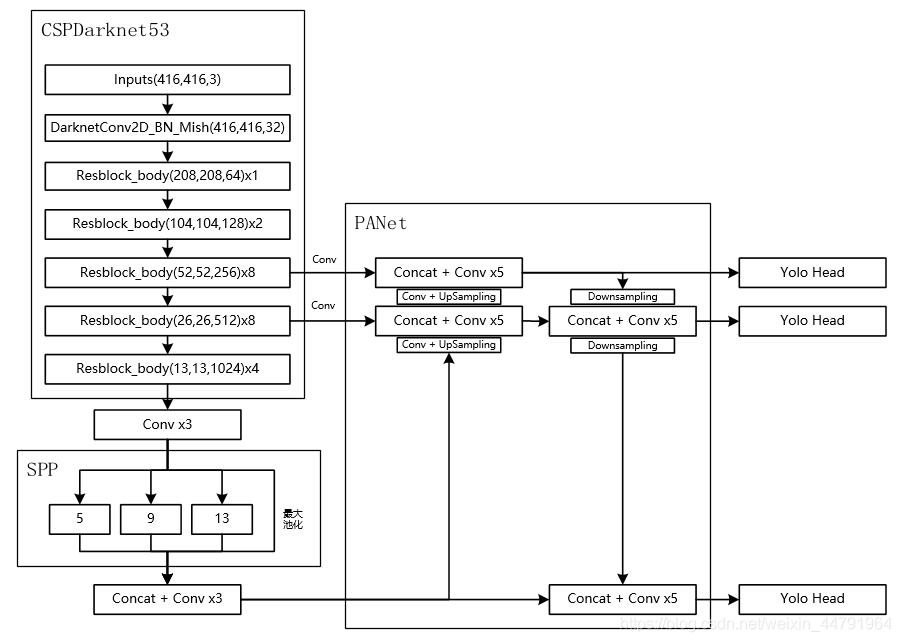 CSPDarknet53
Inputs(416,416,3)
DarknetConv2D_BN_Mish(416,416,32)
Resblock_body(208,208,64)x1
Resblock_body(104,104,128)x2
Resblock_body(52,52,256)x8
Resblock_body(26,26,512)x8
Resblock_body(13,13,1024)x4
Conv x3
SPP
5
9
13
最大
池化
Concat + Conv x3
Conv
Conv
PANet
Concat + Conv x5
Conv + UpSampling
Concat + Conv x5
Conv + UpSampling
Downsampling
Concat + Conv x5
Downsampling
Concat + Conv x5
Yolo Head
Yolo Head
Yolo Head
https://blog.csdn.net/weixin_44791964